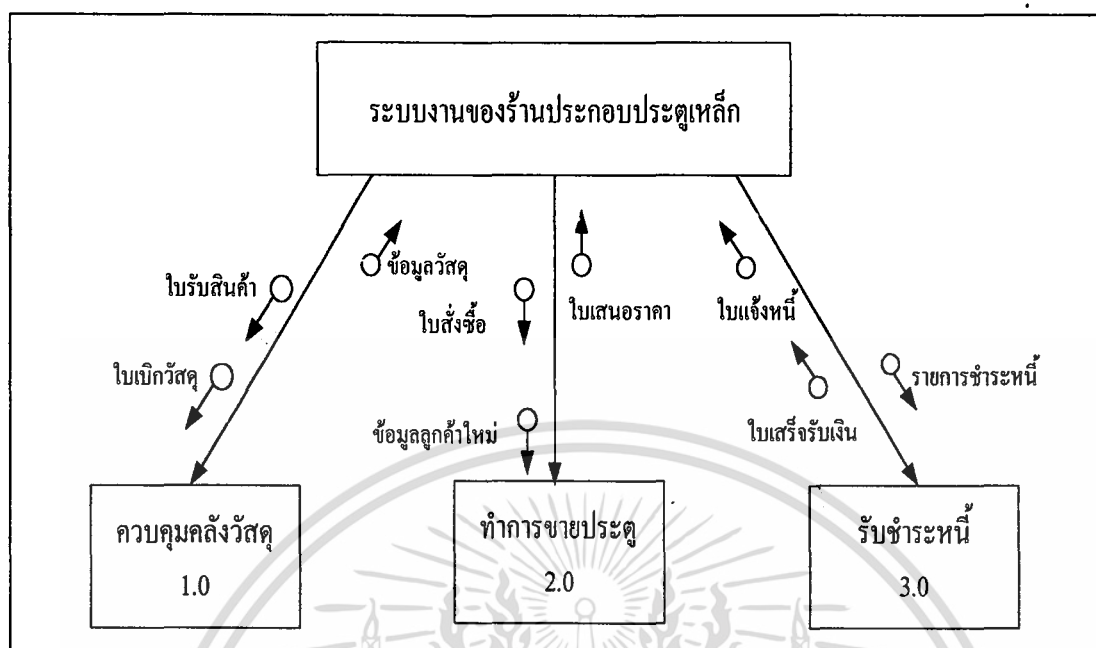 ระบบงานของร้านประกอบประตูเหล็ก
ใบรับสินค้า
ข้อมูลวัสดุ
ใบสั่งซื้อ
ใบเสนอราคา
ใบแจ้งหนี้
ใบเบิกวัสดุ
รายการชำระหนี้
ข้อมูลลูกค้าใหม่
ใบเสร็จรับเงิน
ควบคุมคลังวัสดุ
1.0
ทำการขายประตู
2.0
รับชำระหนี้
3.0